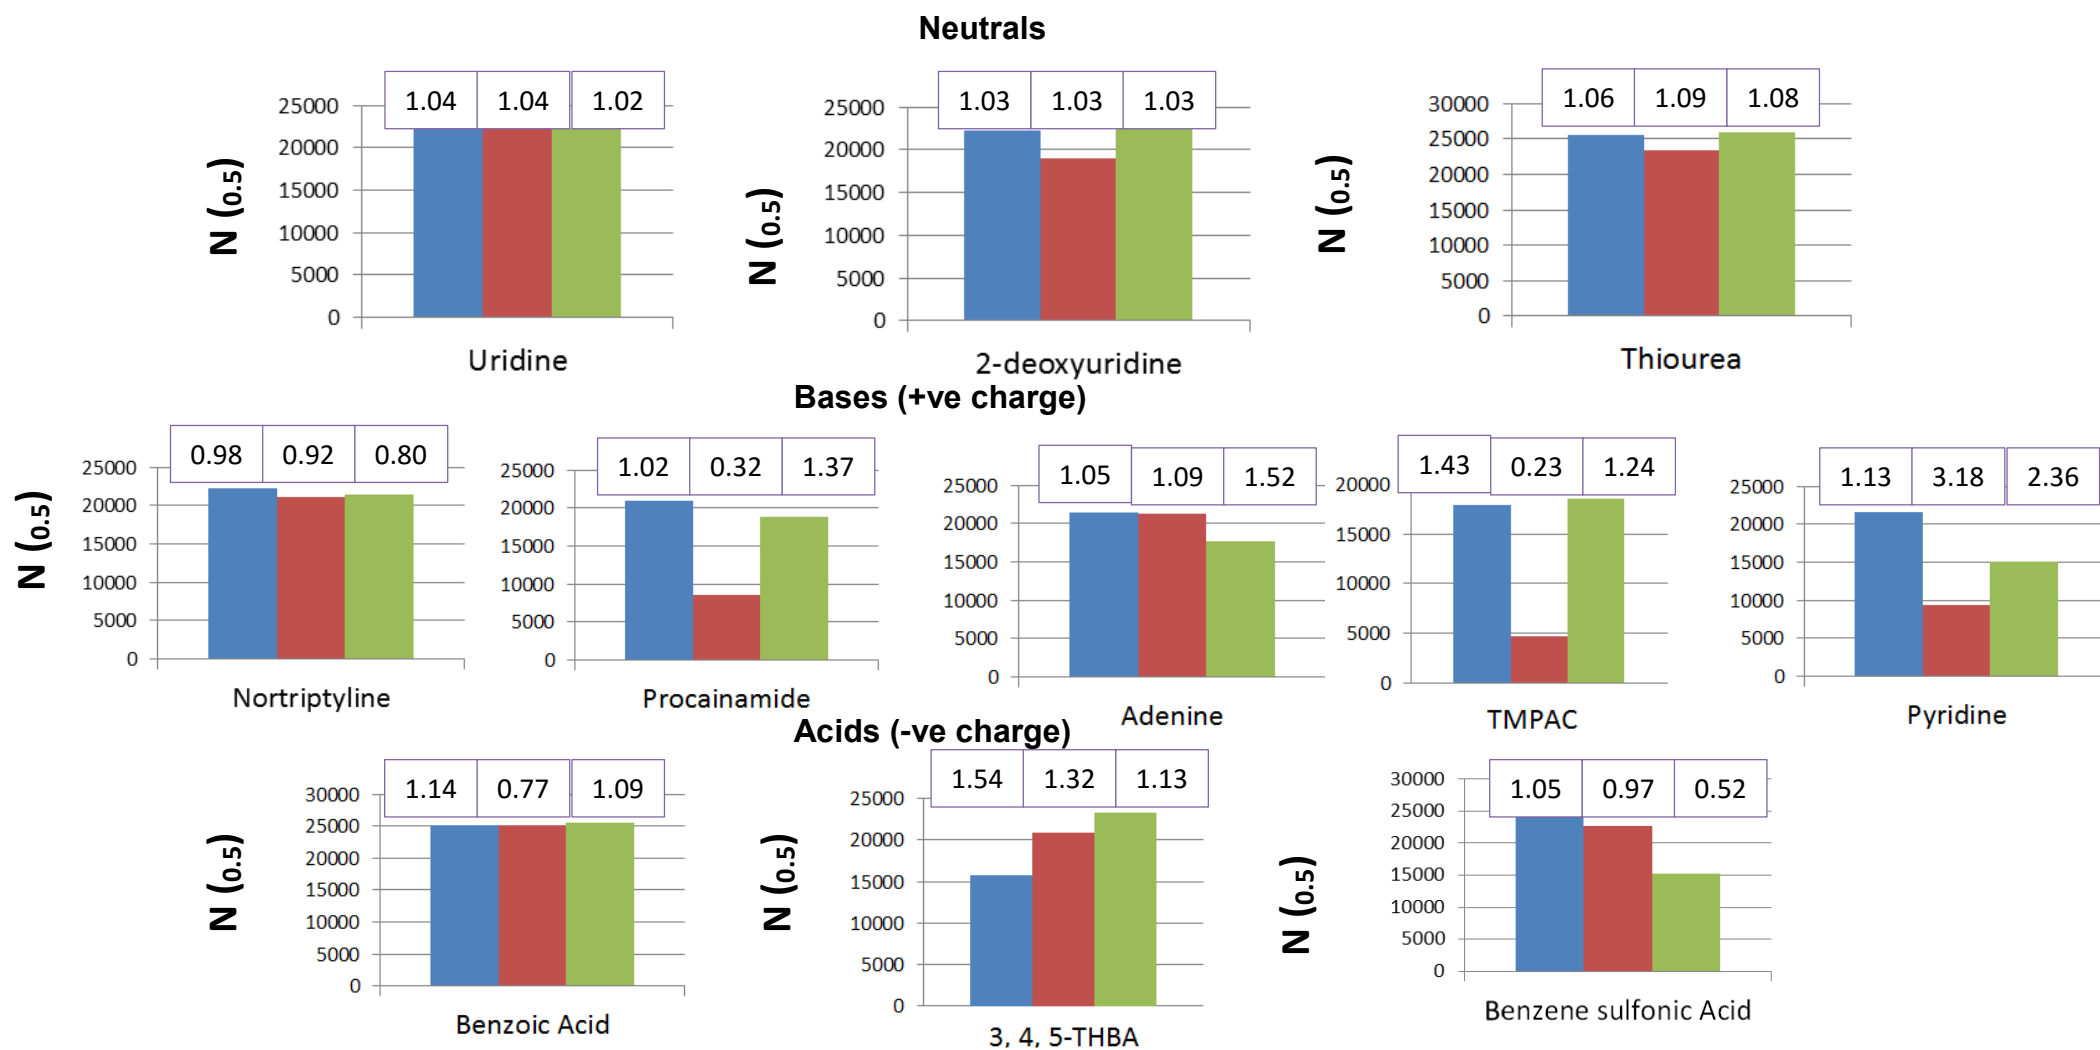 Neutrals
1.04 1.04 1.02
25000
20000
15000
10000
5000
0
N (0.5)
Uridine
1.03 1.03 1.03
25000
20000
15000
10000
5000
0
N (0.5)
2-deoxyuridine
1.06 1.09 1.08
30000
25000
20000
15000
10000
5000
0
N (0.5)
Thiourea
Bases (+ve charge)
0.98 0.92 0.80
25000
20000
15000
10000
5000
0
N (0.5)
Nortriptyline
1.02 0.32 1.37
25000
20000
15000
10000
5000
0
Procainamide
1.05 1.09 1.52
25000
20000
15000
10000
5000
0
Adenine
1.43 0.23 1.24
20000
15000
10000
5000
0
TMPAC
1.13 3.18 2.36
25000
20000
15000
10000
5000
0
Pyridine
Acids (-ve charge)
1.14 0.77 1.09
30000
25000
20000
15000
10000
5000
0
N (0.5)
Benzoic Acid
1.54 1.32 1.13
25000
20000
15000
10000
5000
0
N (0.5)
3, 4, 5-THBA
1.05 0.97 0.52
30000
25000
20000
15000
10000
5000
0
N (0.5)
Benzene sulfonic Acid